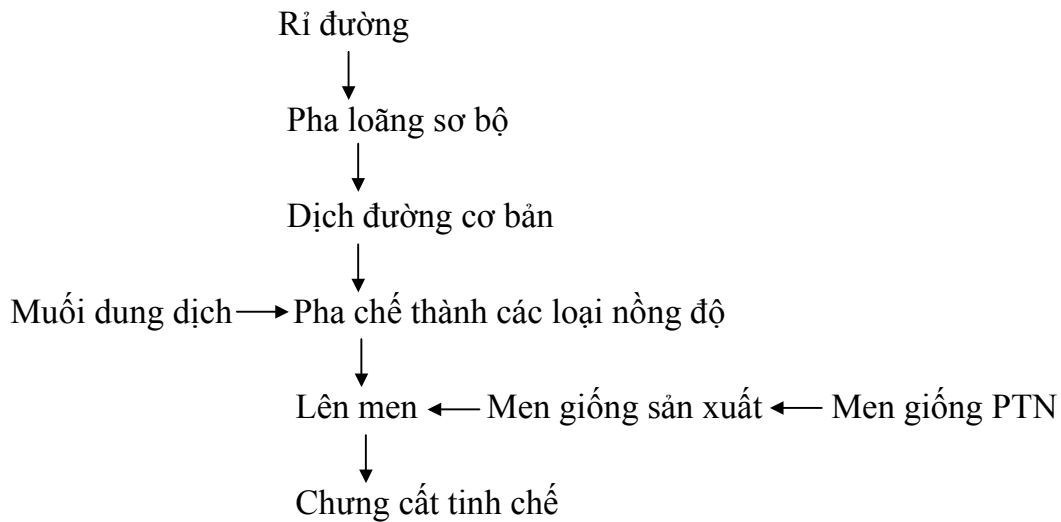 Rỉ đường
Pha loãng sơ bộ
Dịch đường cơ bản
Muối dung dịch Pha chế thành các loại nồng độ
Lên men Men giống sản xuất Men giống PTN
Chưng cất tinh chế